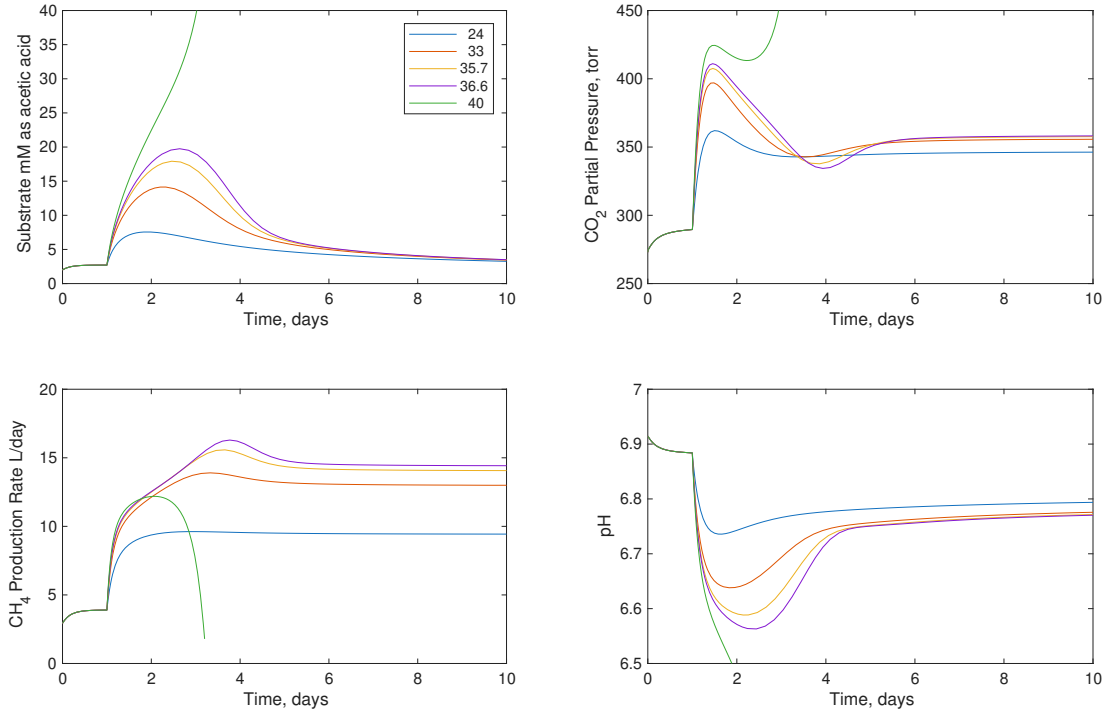 Substrate mM as acetic acid
40
35
30
25
20
15
10
5
0
0 2 4 6 8 10
Time, days
24
33
35.7
36.6
40
CO2 Partial Pressure, torr
450
400
350
300
250
0 2 4 6 8 10
Time, days
CH4 Production Rate L/day
20
15
10
5
0
0 2 4 6 8 10
Time, days
pH
7
6.9
6.8
6.7
6.6
6.5
0 2 4 6 8 10
Time, days